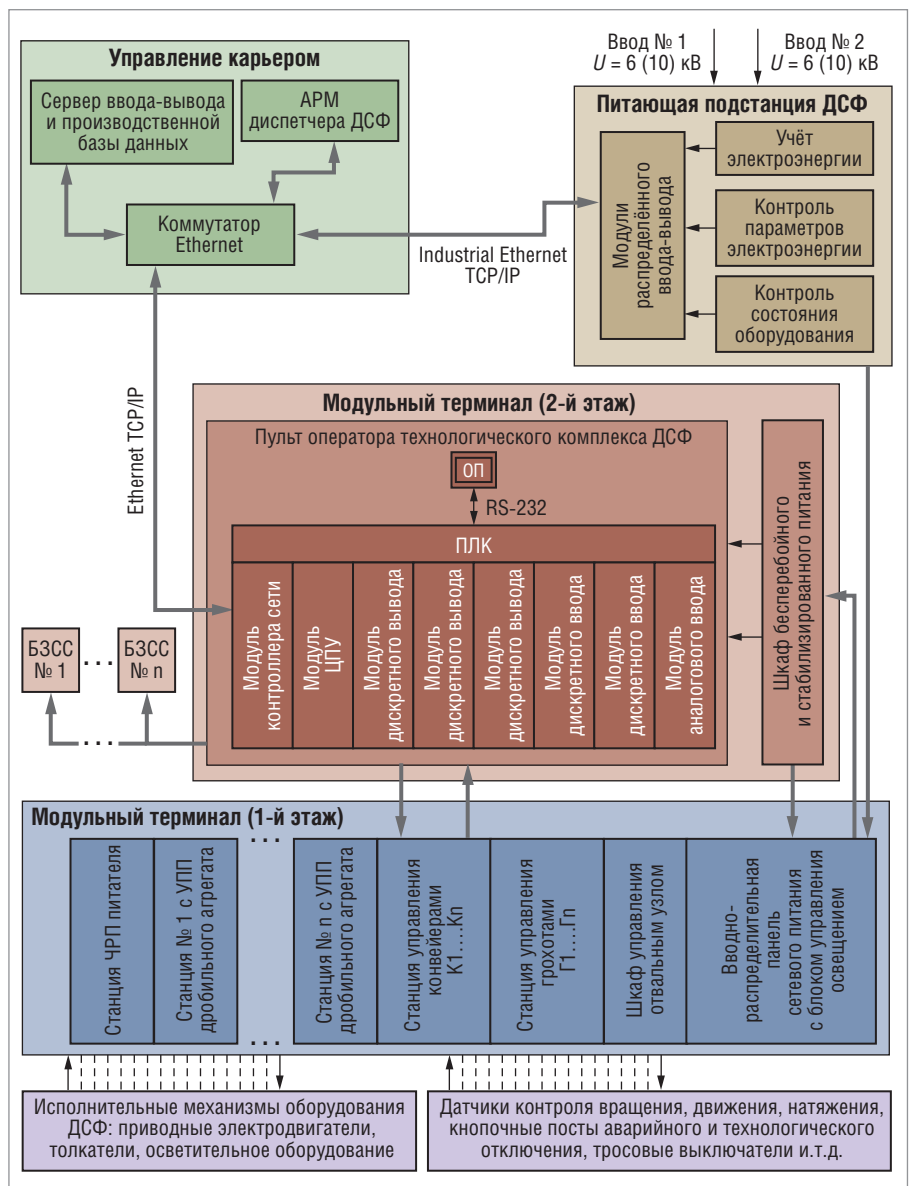 Управление карьером
Сервер ввода-вывода
и производственной
базы данных
АРМ
диспетчера ДСФ
Коммутатор
Ethernet
Ввод № 1
U = 6 (10) кВ
Ввод № 2
U = 6 (10) кВ
Питающая подстанция ДСФ
Модули
распределённого
ввода-вывода
Учёт
электроэнергии
Контроль
параметров
электроэнергии
Контроль
состояния
оборудования
Industrial Ethernet
TCP/IP
Ethernet TCP/IP
Модульный терминал (2-й этаж)
Пульт оператора технологического комплекса ДСФ
ОП
RS-232
ПЛК
Модуль
контроллера сети
Модуль
ЦПУ
Модуль
дискретного вывода
Модуль
дискретного вывода
Модуль
дискретного вывода
Модуль
дискретного ввода
Модуль
дискретного ввода
Модуль
аналогового ввода
Шкаф бесперебойного
и стабилизированного питания
БЗСС
№ 1
...
БЗСС
№ n
...
Модульный терминал (1-й этаж)
Станция ЧРП питателя
Станция № 1 с УПП
дробильного агрегата
...
...
Станция № n с УПП
дробильного агрегата
Станция управления
конвейерами
К1....Кn
Станция управления
грохотами
Г1....Гn
Шкаф управления
отвальным узлом
Вводно-
распределительная
панель
сетевого питания
с блоком управления
освещением
Исполнительные механизмы оборудования
ДСФ: приводные электродвигатели,
толкатели, осветительное оборудование
Датчики контроля вращения, движения, натяжения,
кнопочные посты аварийного и технологического
отключения, тросовые выключатели и.т.д.